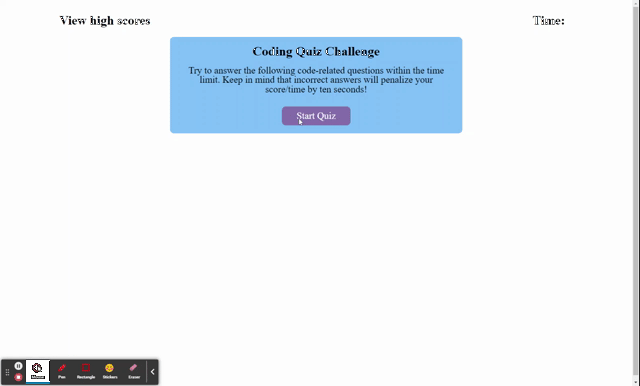 View high scores
Time:
Coding Quiz Challenge
Try to answer the following code-related questions within the time
limit. Keep in mind that incorrect answers will penalize your
score/time by ten seconds!
Start Quiz
Pen
Rectangle
Stickers
Eraser